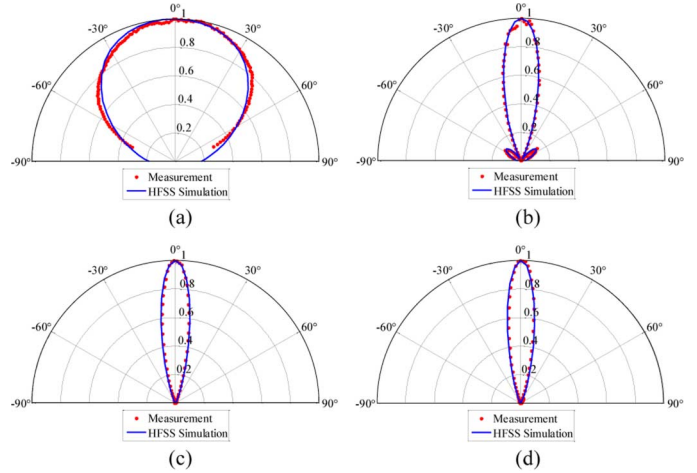 0° 0°
-30° 1 30° -30° 1 30°
0.8 0.8
-60° 0.6 60° -60° 0.6 60°
0.4 0.4
0.2 0.2
-90° 90° -90° 90°
Measurement Measurement
HFSS Simulation HFSS Simulation
(a) (b)
0° 0°
-30° 1 30° -30° 1 30°
0.8 0.8
-60° 0.6 60° -60° 0.6 60°
0.4 0.4
0.2 0.2
-90° 90° -90° 90°
Measurement Measurement
HFSS Simulation HFSS Simulation
(c) (d)